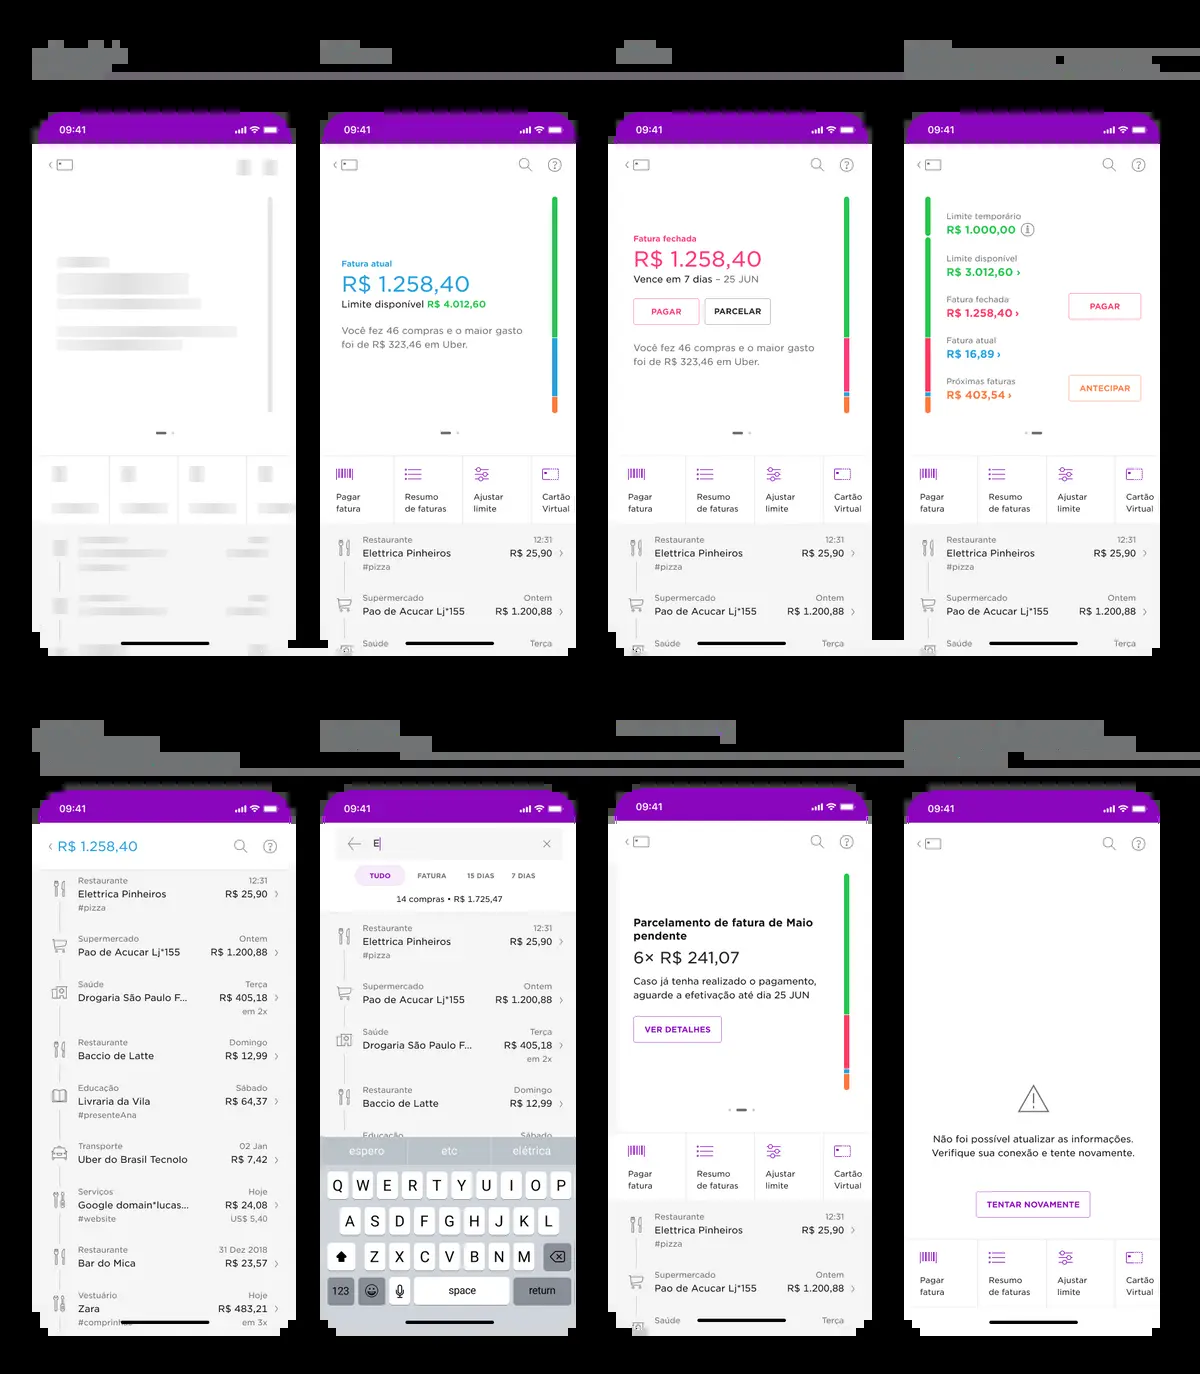 09:41
09:41
Fatura atual
R$ 1.258,40
Limite disponível R$ 4.012,60
Você fez 46 compras e o maior gasto
foi de R$ 323,46 em Uber.
Pagar
fatura
Resumo
de faturas
Ajustar
limite
Cartão
Virtual
Restaurante 12:31
Elettrica Pinheiros R$ 25,90
#pizza
Supermercado Ontem
Pao de Acucar Lj*155 R$ 1.200,88
Saúde Terça
09:41
Fatura fechada
R$ 1.258,40
Vence em 7 dias – 25 JUN
PAGAR PARCELAR
Você fez 46 compras e o maior gasto
foi de R$ 323,46 em Uber.
Pagar
fatura
Resumo
de faturas
Ajustar
limite
Cartão
Virtual
Restaurante 12:31
Elettrica Pinheiros R$ 25,90
#pizza
Supermercado Ontem
Pao de Acucar Lj*155 R$ 1.200,88
Saúde Terça
09:41
Limite temporário
R$ 1.000,00
Limite disponível
R$ 3.012,60
Fatura fechada
R$ 1.258,40
PAGAR
Fatura atual
R$ 16,89
Próximas faturas
R$ 403,54
ANTECIPAR
Pagar
fatura
Resumo
de faturas
Ajustar
limite
Cartão
Virtual
Restaurante 12:31
Elettrica Pinheiros R$ 25,90
#pizza
Supermercado Ontem
Pao de Acucar Lj*155 R$ 1.200,88
Saúde Terça
09:41
R$ 1.258,40
Restaurante 12:31
Elettrica Pinheiros R$ 25,90
#pizza
Supermercado Ontem
Pao de Acucar Lj*155 R$ 1.200,88
Saúde Terça
Drogaria São Paulo F... R$ 405,18
em 2x
Restaurante Domingo
Baccio de Latte R$ 12,99
Educação Sábado
Livraria da Vila R$ 64,37
#presenteAna
Transporte 02 Jan
Uber do Brasil Tecnolo R$ 7,42
Serviços Hoje
Google domain*lucas... R$ 24,08
#website US$ 5,40
Restaurante 31 Dez 2018
Bar do Mica R$ 23,57
Vestuário Hoje
Zara R$ 483,21
#comprinhas em 3x
09:41
E
TUDO FATURA 15 DIAS 7 DIAS
14 compras • R$ 1.725,47
Restaurante 12:31
Elettrica Pinheiros R$ 25,90
#pizza
Supermercado Ontem
Pao de Acucar Lj*155 R$ 1.200,88
Saúde Terça
Drogaria São Paulo F... R$ 405,18
em 2x
Restaurante Domingo
Baccio de Latte R$ 12,99
Educação Sábado
espero etc elétrica
Q W E R T Y U I O P
A S D F G H J K L
Z X C V B N M
123 space return
09:41
Parcelamento de fatura de Maio
pendente
6× R$ 241,07
Caso já tenha realizado o pagamento,
aguarde a efetivação até dia 25 JUN
VER DETALHES
Pagar
fatura
Resumo
de faturas
Ajustar
limite
Cartão
Virtual
Restaurante 12:31
Elettrica Pinheiros R$ 25,90
#pizza
Supermercado Ontem
Pao de Acucar Lj*155 R$ 1.200,88
Saúde Terça
09:41
Não foi possível atualizar as informações.
Verifique sua conexão e tente novamente.
TENTAR NOVAMENTE
Pagar
fatura
Resumo
de faturas
Ajustar
limite
Cartão
Virtual